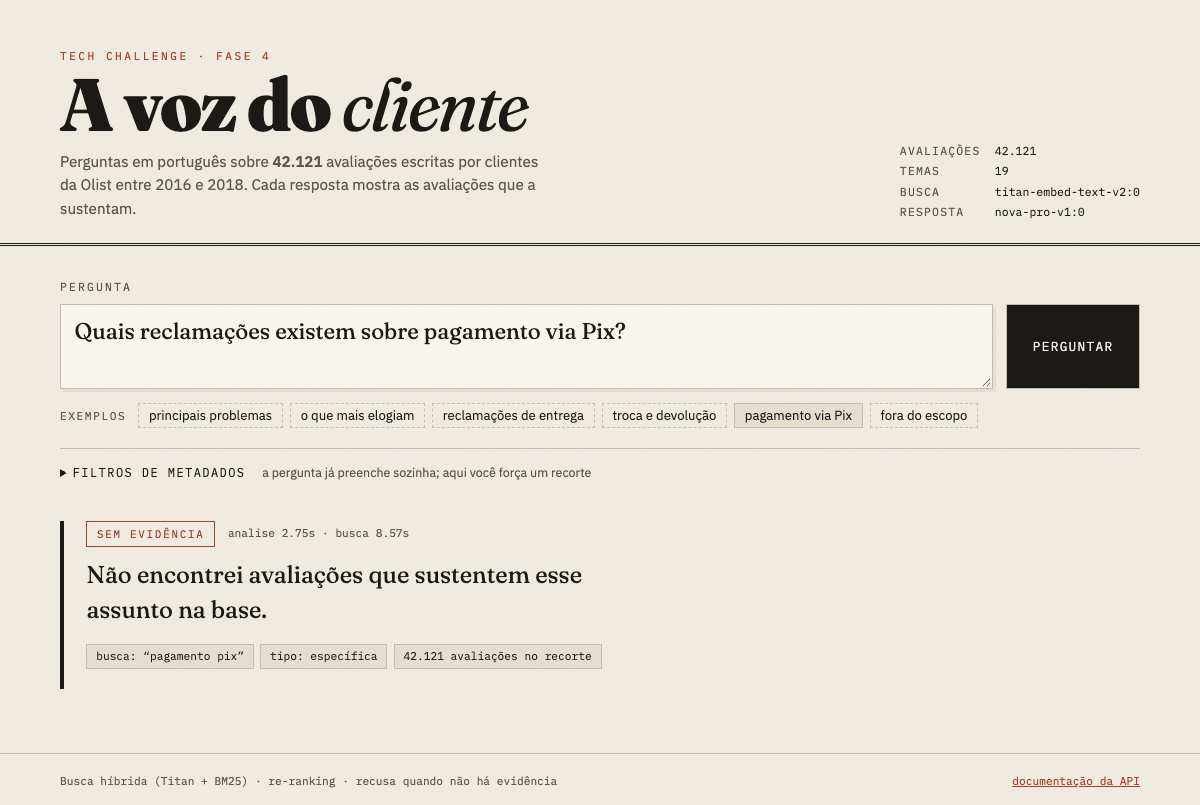 TECH CHALLENGE · FASE 4
A voz do cliente
Perguntas em português sobre 42.121 avaliações escritas por clientes
da Olist entre 2016 e 2018. Cada resposta mostra as avaliações que a
sustentam.
AVALIAÇÕES 42.121
TEMAS 19
BUSCA titan-embed-text-v2:0
RESPOSTA nova-pro-v1:0
PERGUNTA
Quais reclamações existem sobre pagamento via Pix?
PERGUNTAR
EXEMPLOS principais problemas o que mais elogiam reclamações de entrega troca e devolução pagamento via Pix fora do escopo
FILTROS DE METADADOS a pergunta já preenche sozinha; aqui você força um recorte
SEM EVIDÊNCIA analise 2.75s · busca 8.57s
Não encontrei avaliações que sustentem esse
assunto na base.
busca: “pagamento pix” tipo: específica 42.121 avaliações no recorte
Busca híbrida (Titan + BM25) · re-ranking · recusa quando não há evidência
documentação da API